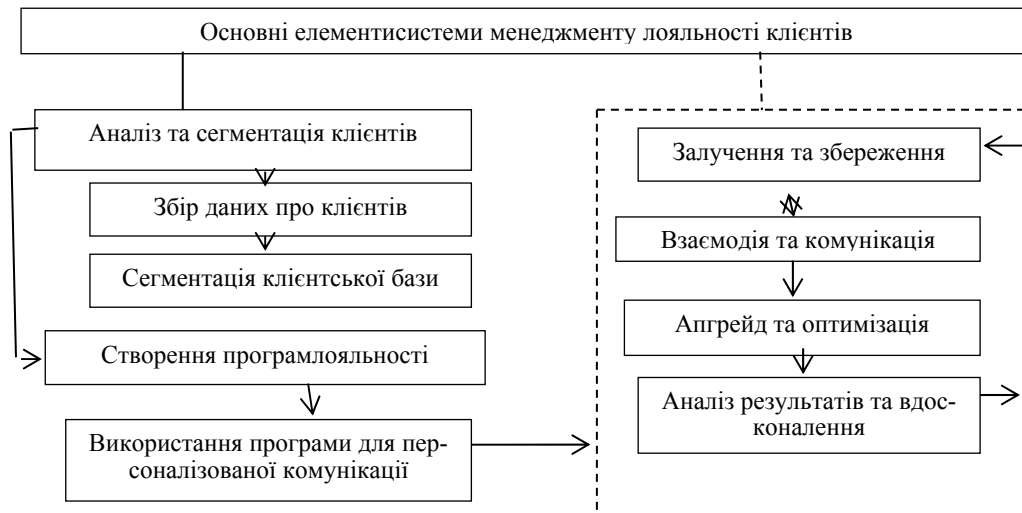 Основні елементисистеми менеджменту лояльності клієнтів
Аналіз та сегментація клієнтів
Збір даних про клієнтів
Сегментація клієнтської бази
Створення програмлояльності
Використання програми для пер-
соналізованої комунікації
Залучення та збереження
Взаємодія та комунікація
Апгрейд та оптимізація
Аналіз результатів та вдос-
коналення